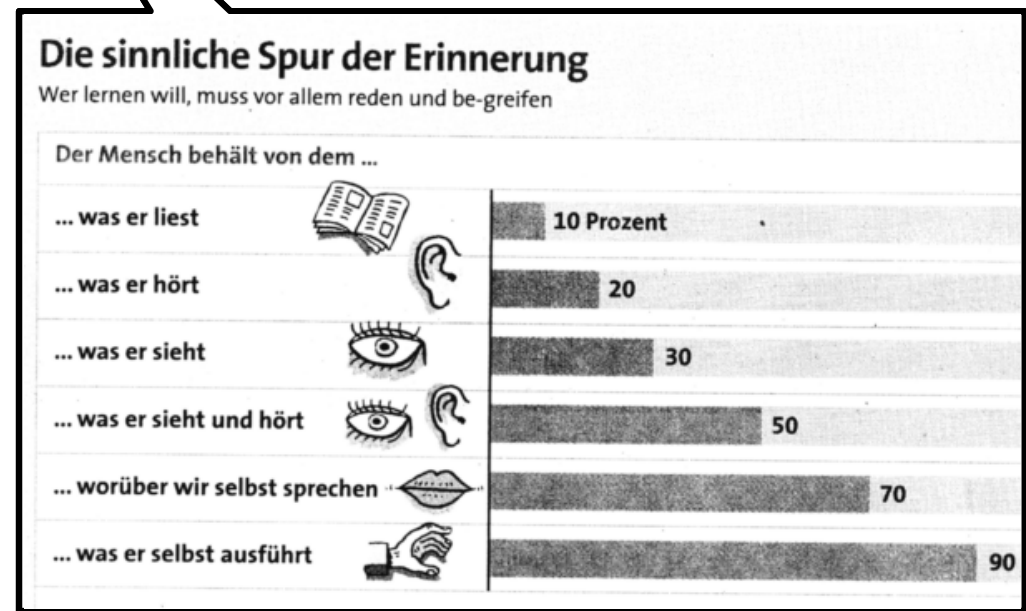 Die sinnliche Spur der Erinnerung
Wer lernen will, muss vor allem reden und be-greifen
Der Mensch behält von dem ...
... was er liest
10 Prozent
... was er hört
20
... was er sieht
30
... was er sieht und hört
50
... worüber wir selbst sprechen
70
... was er selbst ausführt
90